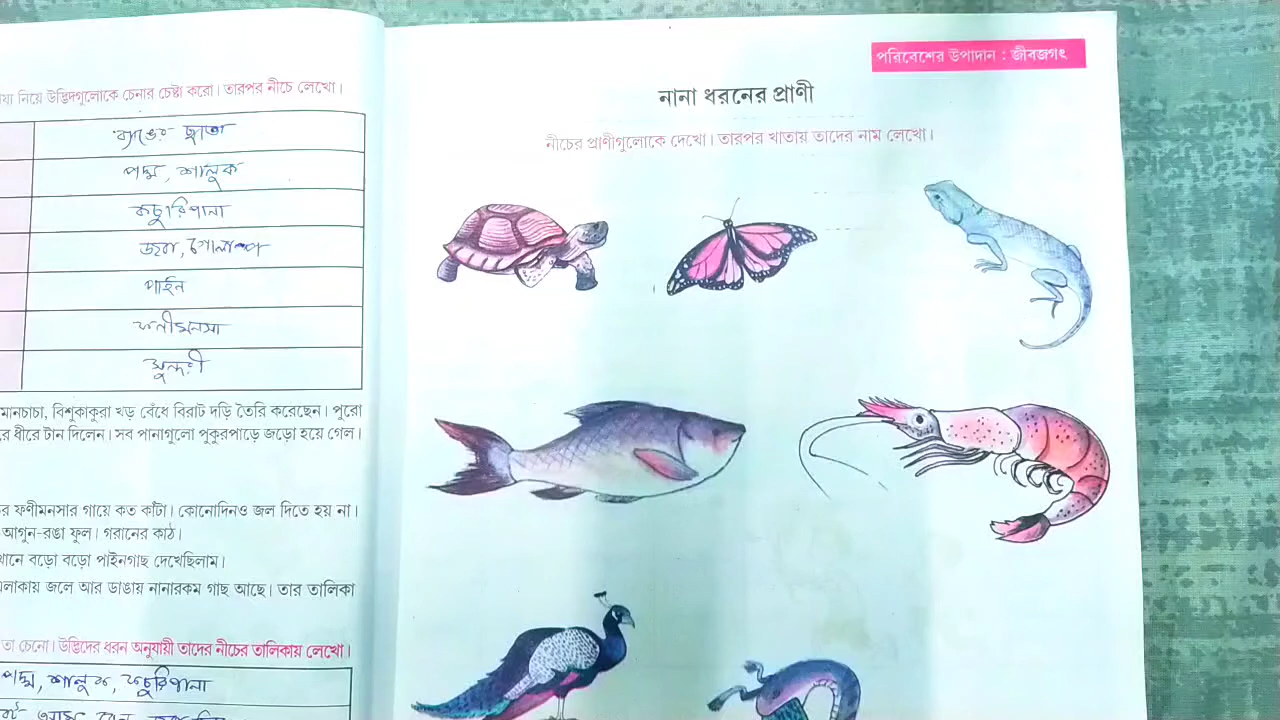 নিয়ে উদ্ভিদগুলোকে চেনার চেষ্টা করো। তারপর নীচে লেখো।
ব্যাঙের ছাতা
পদ্ম, শালুক
কচুরিপানা
জবা, গোলাপ
পাইন
ফণীমনসা
সুন্দরী
মানচাচা, বিশুকাকুরা খড় বেঁধে বিরাট দড়ি তৈরি করেছেন। পুরো
ধীরে টান দিলেন। সব পানাগুলো পুকুরপাড়ে জড়ো হয়ে গেল।
র ফণীমনসার গায়ে কত কাঁটা। কোনোদিনও জল দিতে হয় না।
আগুন-রঙা ফুল। গরানের কাঠ।
খানে বড়ো বড়ো পাইনগাছ দেখেছিলাম।
এলাকায় জলে আর ডাঙায় নানারকম গাছ আছে। তার তালিকা
তা চেনো। উদ্ভিদের ধরন অনুযায়ী তাদের নীচের তালিকায় লেখো।
পদ্ম, শালুক, কচুরিপানা
পরিবেশের উপাদান : জীবজগৎ
নানা ধরনের প্রাণী
নীচের প্রাণীগুলোকে দেখো। তারপর খাতায় তাদের নাম লেখো।